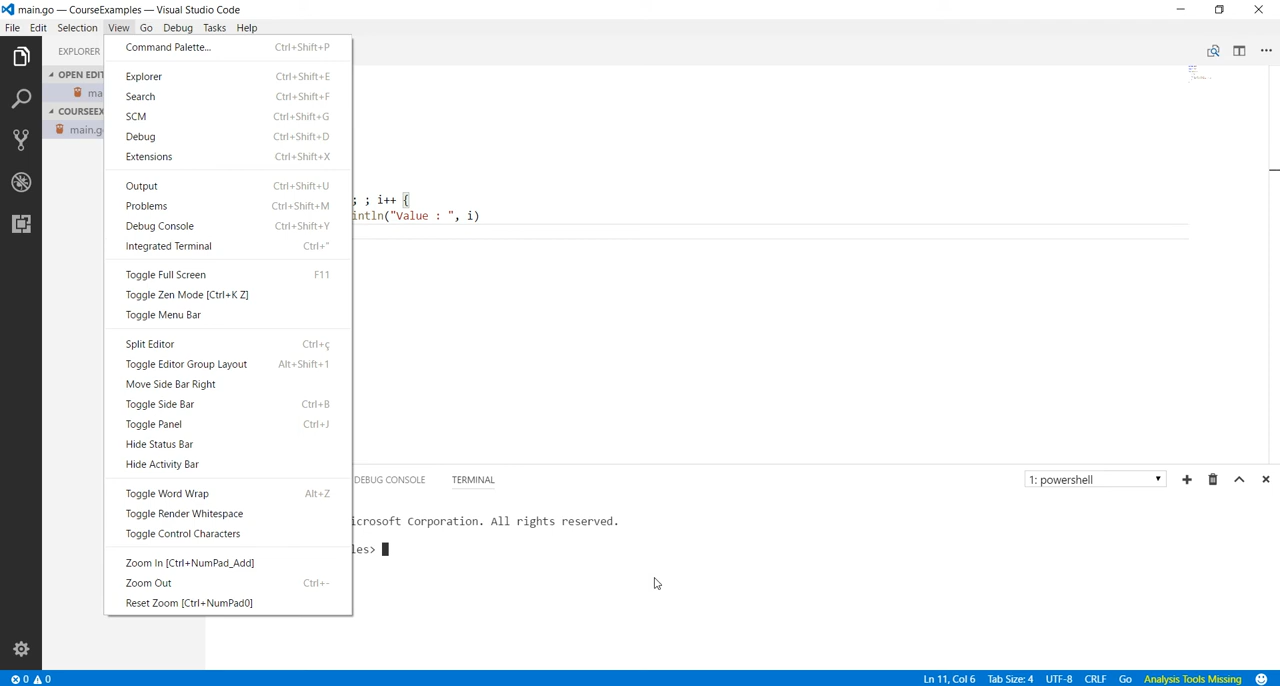 main.go — CourseExamples — Visual Studio Code
File Edit Selection View Go Debug Tasks Help
EXPLORER
OPEN EDIT
ma
COURSEEX
main.g
Command Palette... Ctrl+Shift+P
Explorer Ctrl+Shift+E
Search Ctrl+Shift+F
SCM Ctrl+Shift+G
Debug Ctrl+Shift+D
Extensions Ctrl+Shift+X
Output Ctrl+Shift+U
Problems Ctrl+Shift+M
Debug Console Ctrl+Shift+Y
Integrated Terminal Ctrl+"
Toggle Full Screen F11
Toggle Zen Mode [Ctrl+K Z]
Toggle Menu Bar
Split Editor Ctrl+ç
Toggle Editor Group Layout Alt+Shift+1
Move Side Bar Right
Toggle Side Bar Ctrl+B
Toggle Panel Ctrl+J
Hide Status Bar
Hide Activity Bar
Toggle Word Wrap Alt+Z
Toggle Render Whitespace
Toggle Control Characters
Zoom In [Ctrl+NumPad_Add]
Zoom Out Ctrl+-
Reset Zoom [Ctrl+NumPad0]
; ; i++ {
intln("Value : ", i)
DEBUG CONSOLE TERMINAL 1: powershell
icrosoft Corporation. All rights reserved.
les>
0 0 Ln 11, Col 6 Tab Size: 4 UTF-8 CRLF Go Analysis Tools Missing